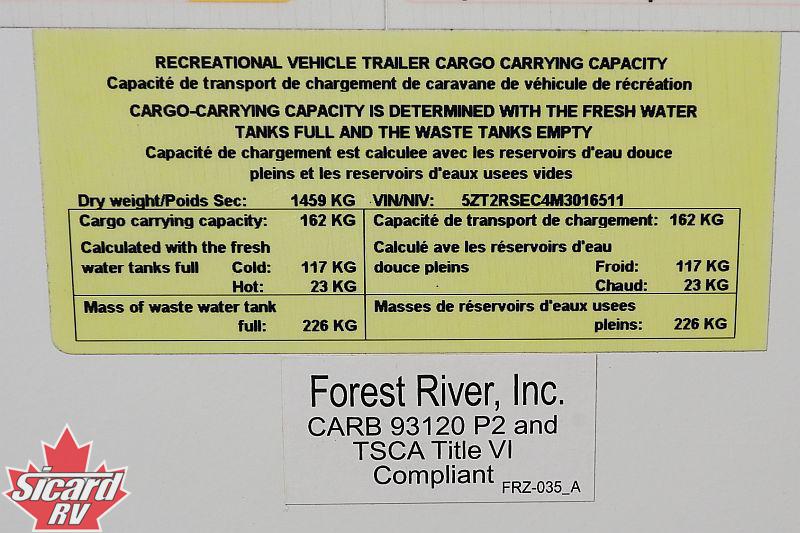 RECREATIONAL VEHICLE TRAILER CARGO CARRYING CAPACITY
Capacité de transport de chargement de caravane de véhicule de récréation
CARGO-CARRYING CAPACITY IS DETERMINED WITH THE FRESH WATER
TANKS FULL AND THE WASTE TANKS EMPTY
Capacité de chargement est calculee avec les reservoirs d'eau douce
pleins et les reservoirs d'eaux usees vides
Dry weight/Poids Sec: 1459 KG VIN/NIV: 5ZT2RSEC4M3016511
Cargo carrying capacity: 162 KG Capacité de transport de chargement: 162 KG
Calculated with the fresh Calculé ave les réservoirs d'eau
water tanks full Cold: 117 KG douce pleins Froid: 117 KG
Hot: 23 KG Chaud: 23 KG
Mass of waste water tank Masses de réservoirs d'eaux usees
full: 226 KG pleins: 226 KG
Forest River, Inc.
CARB 93120 P2 and
TSCA Title VI
Compliant FRZ-035_A
Sicard
RV